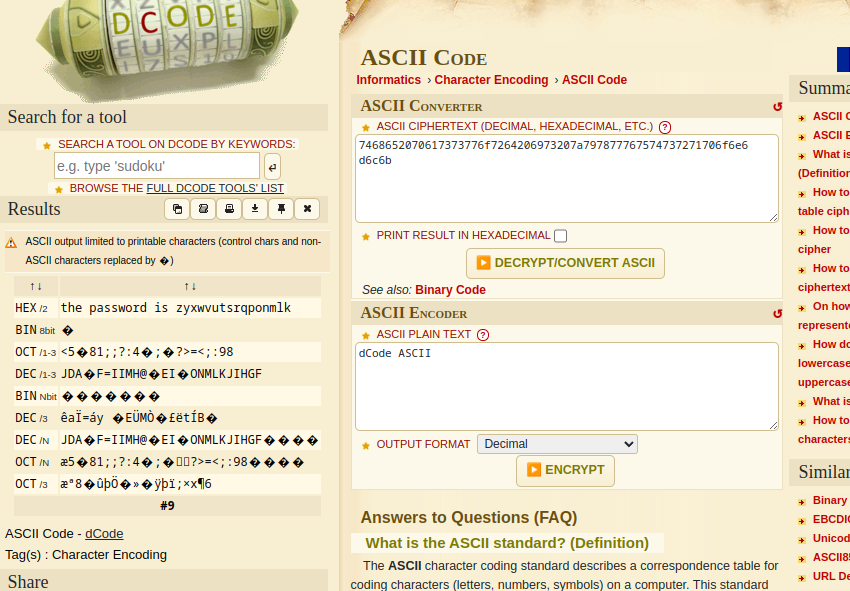 DCODE
Search for a tool
SEARCH A TOOL ON DCODE BY KEYWORDS:
e.g. type 'sudoku'
BROWSE THE FULL DCODE TOOLS' LIST
Results
ASCII output limited to printable characters (control chars and non-
ASCII characters replaced by �)
↑↓ ↑↓
HEX /2 the password is zyxwvutsrqponmlk
BIN 8bit �
OCT /1-3 <5�81;;?:4�;�?>=<;:98
DEC /1-3 JDA�F=IIMH@�EI�ONMLKJIHGF
BIN Nbit �������
DEC /3 êaÏ=áy �EÜMÒ�£ëtÍB�
DEC /N JDA�F=IIMH@�EI�ONMLKJIHGF����
OCT /N æ5�81;;?:4�;�▯▯?>=<;:98����
OCT /3 æª8�ûþÖ�»�ÿþï;×x¶6
#9
ASCII Code - dCode
Tag(s) : Character Encoding
Share
ASCII Code
Informatics › Character Encoding › ASCII Code
ASCII Converter
ASCII CIPHERTEXT (DECIMAL, HEXADECIMAL, ETC.) ?
7468652070617373776f7264206973207a797877767574737271706f6e6
d6c6b
PRINT RESULT IN HEXADECIMAL
DECRYPT/CONVERT ASCII
See also: Binary Code
ASCII Encoder
ASCII PLAIN TEXT ?
dCode ASCII
OUTPUT FORMAT Decimal
ENCRYPT
Answers to Questions (FAQ)
What is the ASCII standard? (Definition)
The ASCII character coding standard describes a correspondence table for
coding characters (letters, numbers, symbols) on a computer. This standard
Summa
ASCII C
ASCII E
What is
(Definition
How to
table ciph
How to
cipher
How to
ciphertext
On how
represente
How do
lowercase
uppercase
What is
How to
characters
Similar
Binary
EBCDIC
Unicod
ASCII85
URL De